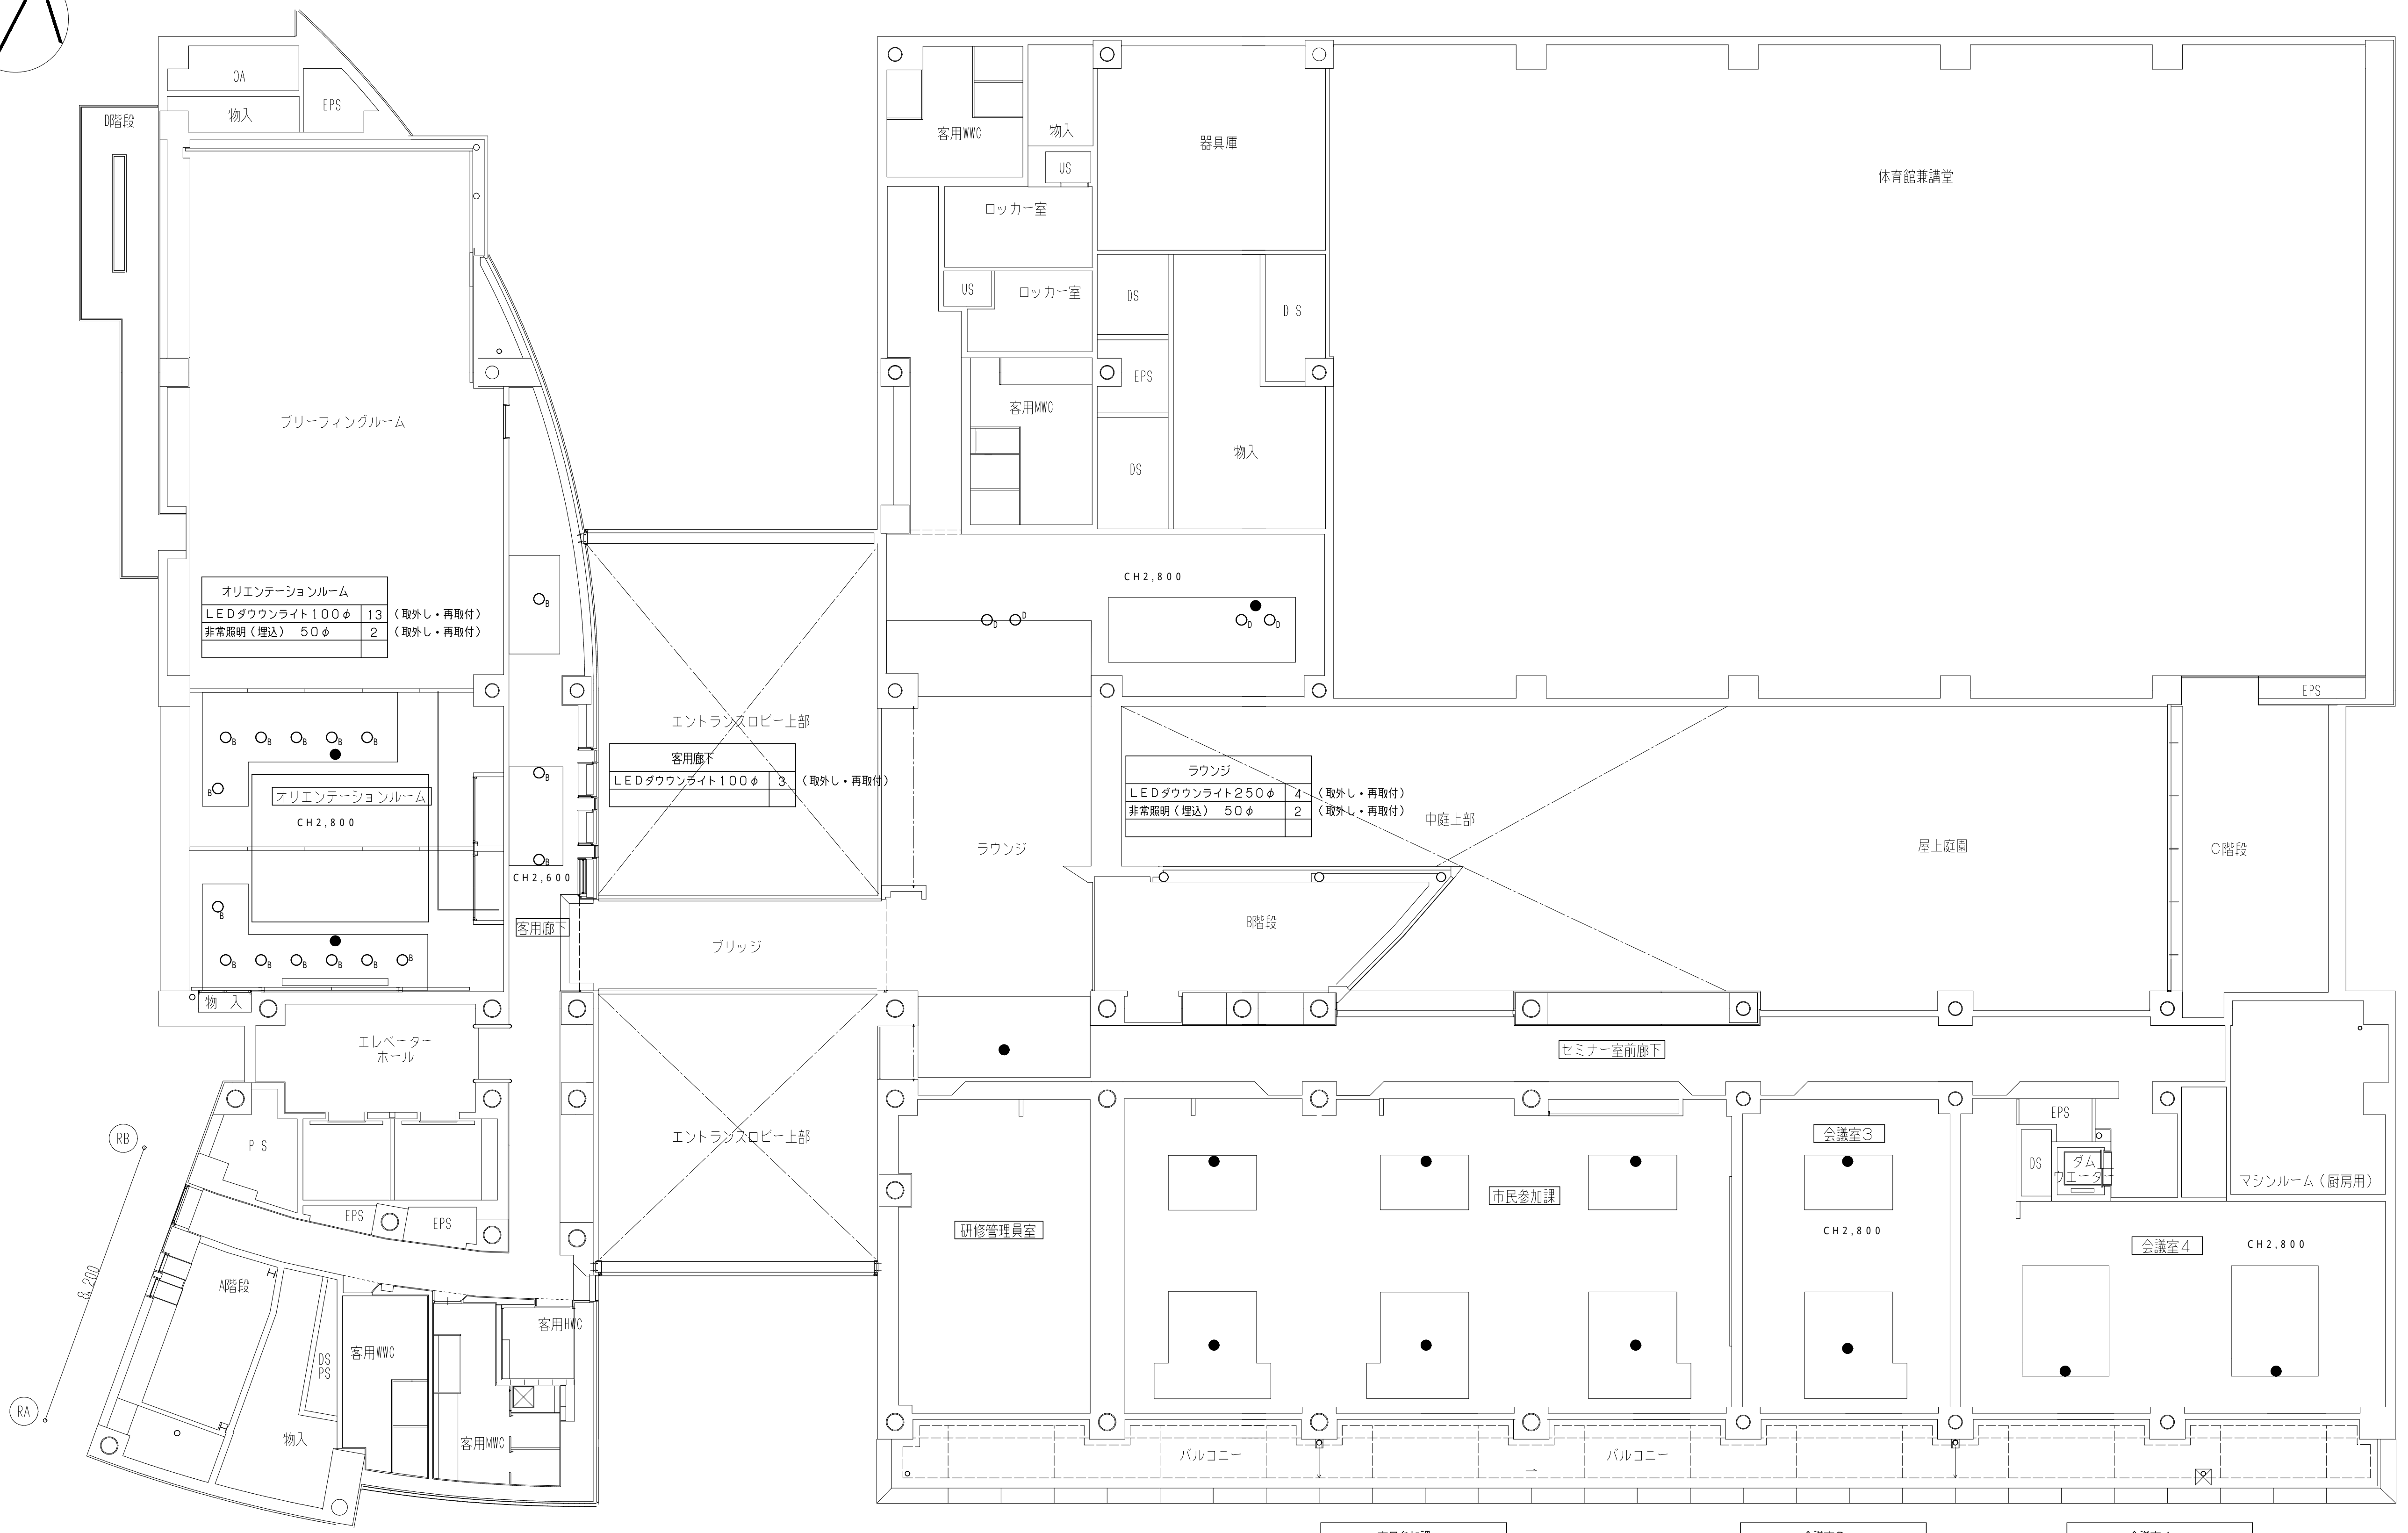 OA
物入
EPS
D階段
ブリーフィングルーム
オリエンテーションルーム
LEDダウウンライト100φ 13 (取外し・再取付)
非常照明(埋込) 50φ 2 (取外し・再取付)
B
B B B B B
B
オリエンテーションルーム
CH2,800
B
B
CH2,600
B
B B B B B B
客用廊下
物 入
エレベーター
ホール
P S
EPS
EPS
RB
8,200
RA
A階段
DS
PS
物入
客用WWC
客用MWC
客用HWC
エントランスロビー上部
客用廊下
LEDダウウンライト100φ 3 (取外し・再取付)
ブリッジ
エントランスロビー上部
客用WWC
物入
US
ロッカー室
US
ロッカー室
客用MWC
器具庫
DS
D S
EPS
DS
物入
体育館兼講堂
CH2,800
D D D D
ラウンジ
ラウンジ
LEDダウウンライト250φ 4 (取外し・再取付)
非常照明(埋込) 50φ 2 (取外し・再取付)
中庭上部
屋上庭園
B階段
EPS
C階段
セミナー室前廊下
研修管理員室
市民参加課
会議室3
CH2,800
EPS
DS
ダム
ウエーター
マシンルーム(厨房用)
会議室4
CH2,800
バルコニー
バルコニー